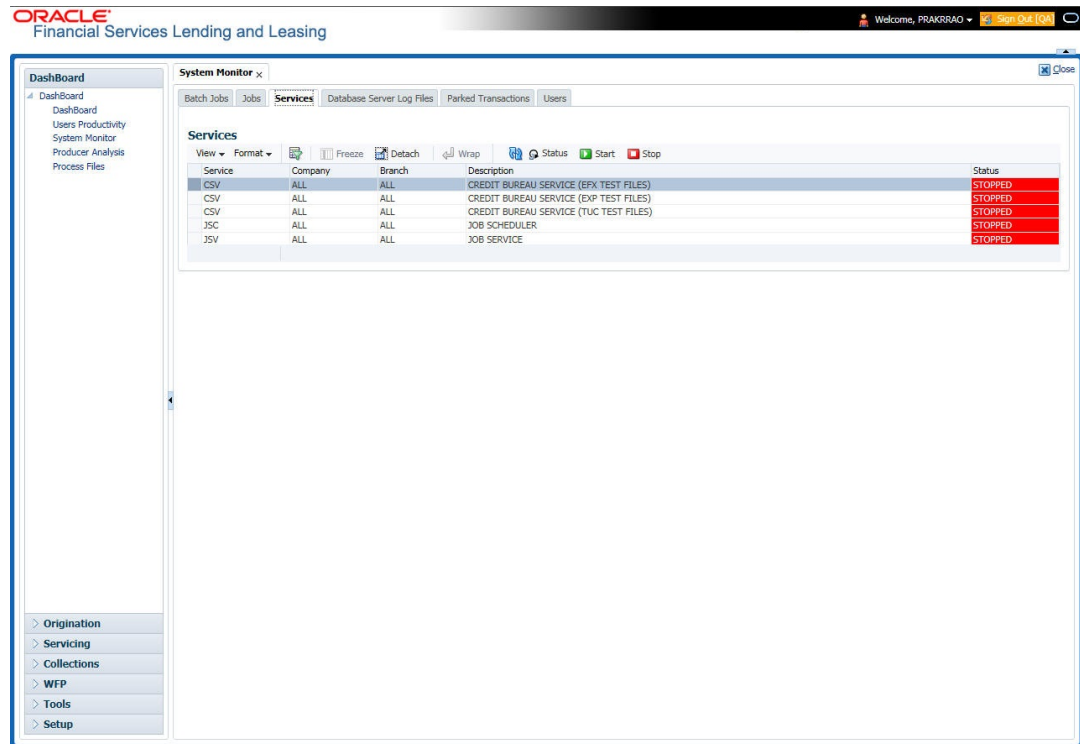 ORACLE
Financial Services Lending and Leasing
Welcome, PRAKRRAO Sign Out [QA]
DashBoard
DashBoard
DashBoard
Users Productivity
System Monitor
Producer Analysis
Process Files
Origination
Servicing
Collections
WFP
Tools
Setup
System Monitor x
Close
Batch Jobs Jobs Services Database Server Log Files Parked Transactions Users
Services
View Format Freeze Detach Wrap Status Start Stop
Service Company Branch Description Status
CSV ALL ALL CREDIT BUREAU SERVICE (EFX TEST FILES) STOPPED
CSV ALL ALL CREDIT BUREAU SERVICE (EXP TEST FILES) STOPPED
CSV ALL ALL CREDIT BUREAU SERVICE (TUC TEST FILES) STOPPED
JSC ALL ALL JOB SCHEDULER STOPPED
JSV ALL ALL JOB SERVICE STOPPED